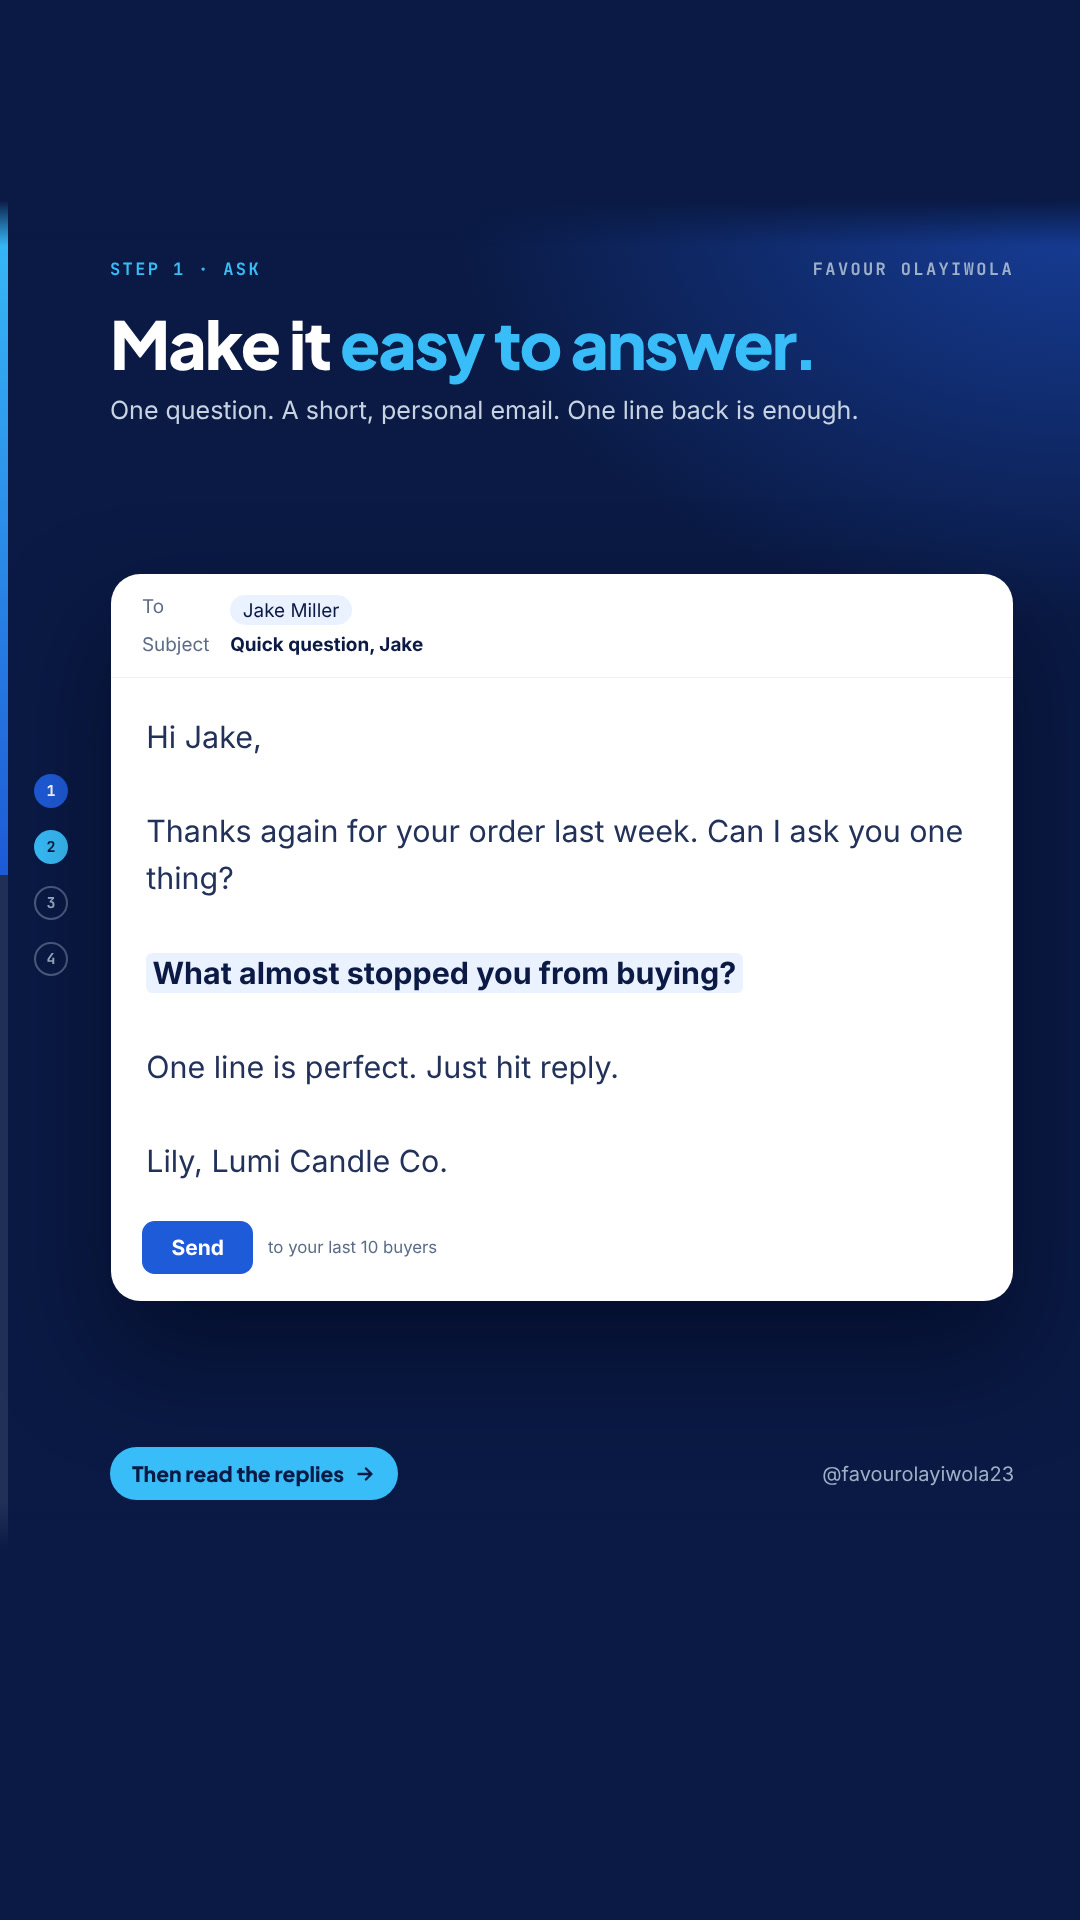 STEP 1 · ASK
FAVOUR OLAYIWOLA
Make it easy to answer.
One question. A short, personal email. One line back is enough.
To
Jake Miller
Subject
Quick question, Jake
Hi Jake,
Thanks again for your order last week. Can I ask you one
thing?
What almost stopped you from buying?
One line is perfect. Just hit reply.
Lily, Lumi Candle Co.
Send
to your last 10 buyers
1
2
3
4
Then read the replies →
@favourolayiwola23